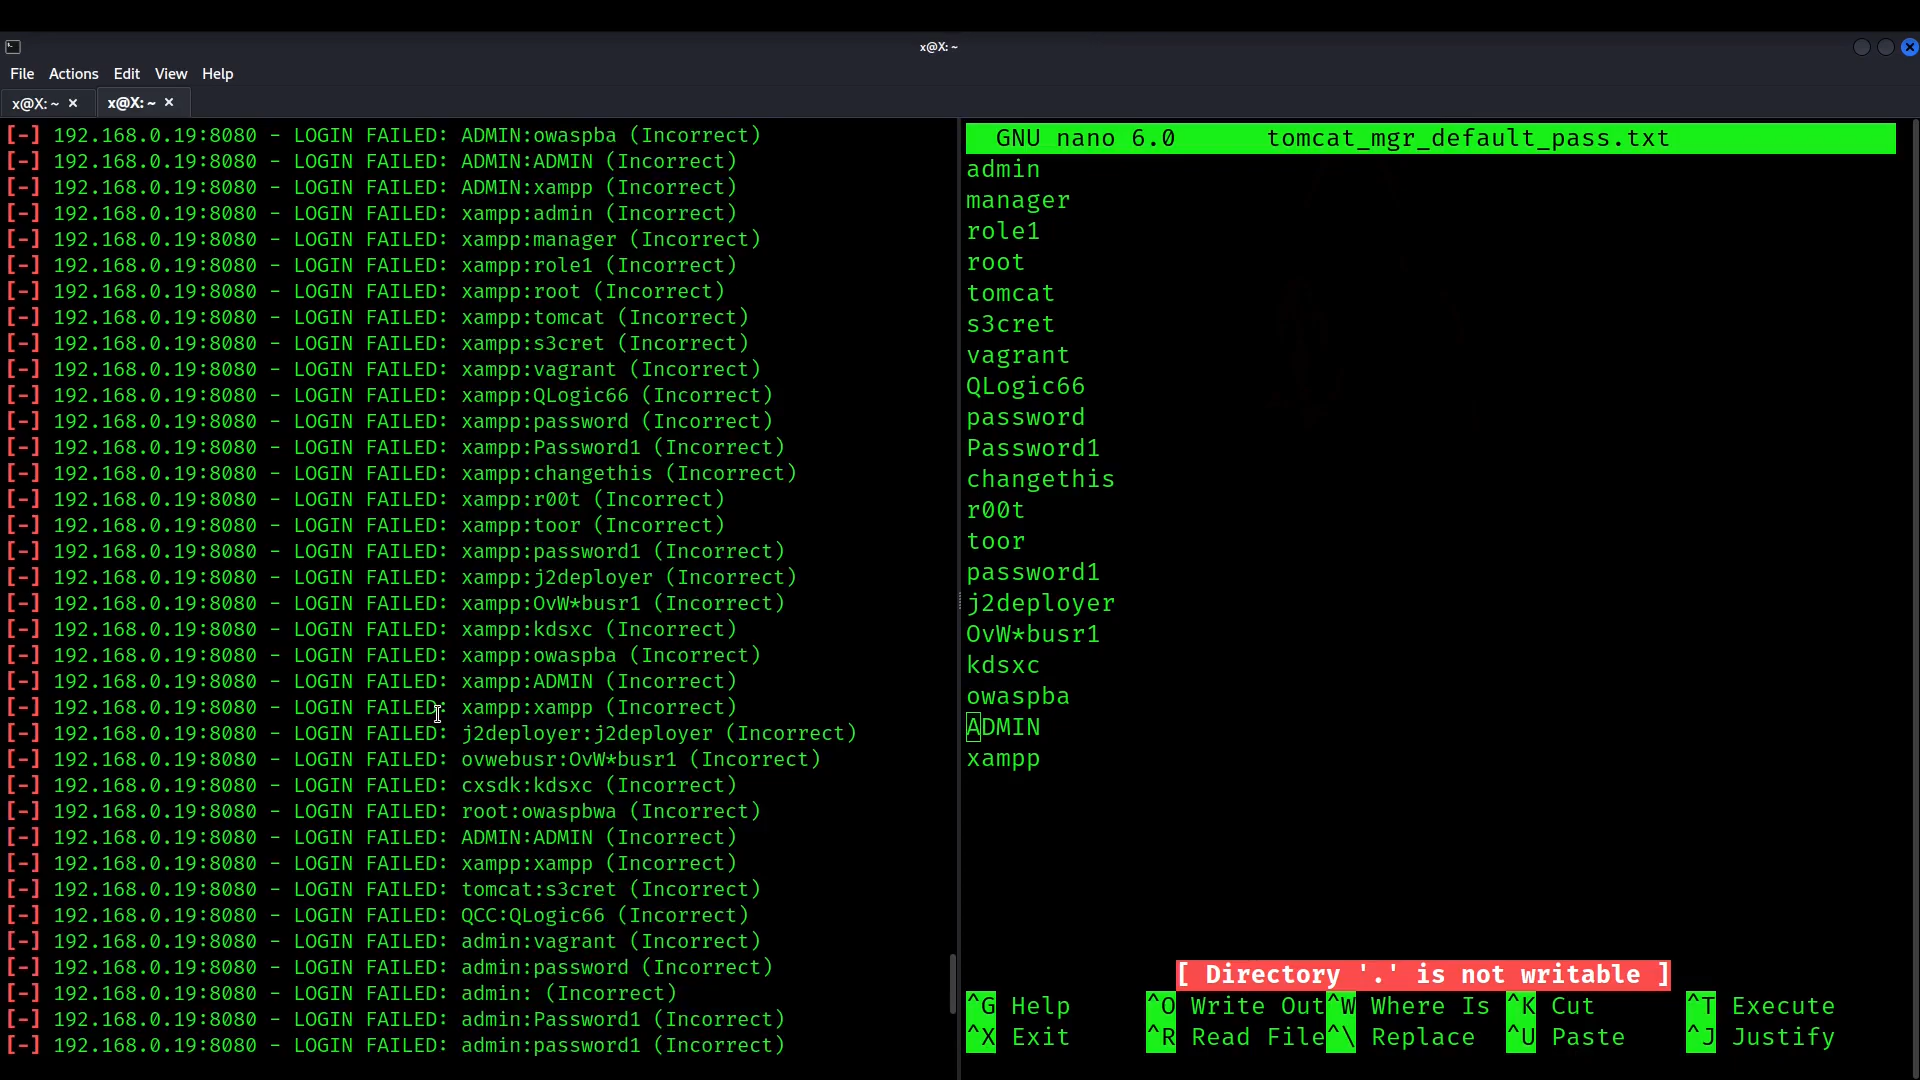 x@X: ~
File Actions Edit View Help
x@X: ~ × x@X: ~ ×
[-] 192.168.0.19:8080 - LOGIN FAILED: ADMIN:owaspba (Incorrect)
[-] 192.168.0.19:8080 - LOGIN FAILED: ADMIN:ADMIN (Incorrect)
[-] 192.168.0.19:8080 - LOGIN FAILED: ADMIN:xampp (Incorrect)
[-] 192.168.0.19:8080 - LOGIN FAILED: xampp:admin (Incorrect)
[-] 192.168.0.19:8080 - LOGIN FAILED: xampp:manager (Incorrect)
[-] 192.168.0.19:8080 - LOGIN FAILED: xampp:role1 (Incorrect)
[-] 192.168.0.19:8080 - LOGIN FAILED: xampp:root (Incorrect)
[-] 192.168.0.19:8080 - LOGIN FAILED: xampp:tomcat (Incorrect)
[-] 192.168.0.19:8080 - LOGIN FAILED: xampp:s3cret (Incorrect)
[-] 192.168.0.19:8080 - LOGIN FAILED: xampp:vagrant (Incorrect)
[-] 192.168.0.19:8080 - LOGIN FAILED: xampp:QLogic66 (Incorrect)
[-] 192.168.0.19:8080 - LOGIN FAILED: xampp:password (Incorrect)
[-] 192.168.0.19:8080 - LOGIN FAILED: xampp:Password1 (Incorrect)
[-] 192.168.0.19:8080 - LOGIN FAILED: xampp:changethis (Incorrect)
[-] 192.168.0.19:8080 - LOGIN FAILED: xampp:r00t (Incorrect)
[-] 192.168.0.19:8080 - LOGIN FAILED: xampp:toor (Incorrect)
[-] 192.168.0.19:8080 - LOGIN FAILED: xampp:password1 (Incorrect)
[-] 192.168.0.19:8080 - LOGIN FAILED: xampp:j2deployer (Incorrect)
[-] 192.168.0.19:8080 - LOGIN FAILED: xampp:OvW*busr1 (Incorrect)
[-] 192.168.0.19:8080 - LOGIN FAILED: xampp:kdsxc (Incorrect)
[-] 192.168.0.19:8080 - LOGIN FAILED: xampp:owaspba (Incorrect)
[-] 192.168.0.19:8080 - LOGIN FAILED: xampp:ADMIN (Incorrect)
[-] 192.168.0.19:8080 - LOGIN FAILED: xampp:xampp (Incorrect)
[-] 192.168.0.19:8080 - LOGIN FAILED: j2deployer:j2deployer (Incorrect)
[-] 192.168.0.19:8080 - LOGIN FAILED: ovwebusr:OvW*busr1 (Incorrect)
[-] 192.168.0.19:8080 - LOGIN FAILED: cxsdk:kdsxc (Incorrect)
[-] 192.168.0.19:8080 - LOGIN FAILED: root:owaspbwa (Incorrect)
[-] 192.168.0.19:8080 - LOGIN FAILED: ADMIN:ADMIN (Incorrect)
[-] 192.168.0.19:8080 - LOGIN FAILED: xampp:xampp (Incorrect)
[-] 192.168.0.19:8080 - LOGIN FAILED: tomcat:s3cret (Incorrect)
[-] 192.168.0.19:8080 - LOGIN FAILED: QCC:QLogic66 (Incorrect)
[-] 192.168.0.19:8080 - LOGIN FAILED: admin:vagrant (Incorrect)
[-] 192.168.0.19:8080 - LOGIN FAILED: admin:password (Incorrect)
[-] 192.168.0.19:8080 - LOGIN FAILED: admin: (Incorrect)
[-] 192.168.0.19:8080 - LOGIN FAILED: admin:Password1 (Incorrect)
[-] 192.168.0.19:8080 - LOGIN FAILED: admin:password1 (Incorrect)
GNU nano 6.0 tomcat_mgr_default_pass.txt
admin
manager
role1
root
tomcat
s3cret
vagrant
QLogic66
password
Password1
changethis
r00t
toor
password1
j2deployer
OvW*busr1
kdsxc
owaspba
ADMIN
xampp
[ Directory '.' is not writable ]
^G Help ^O Write Out ^W Where Is ^K Cut ^T Execute
^X Exit ^R Read File ^\ Replace ^U Paste ^J Justify